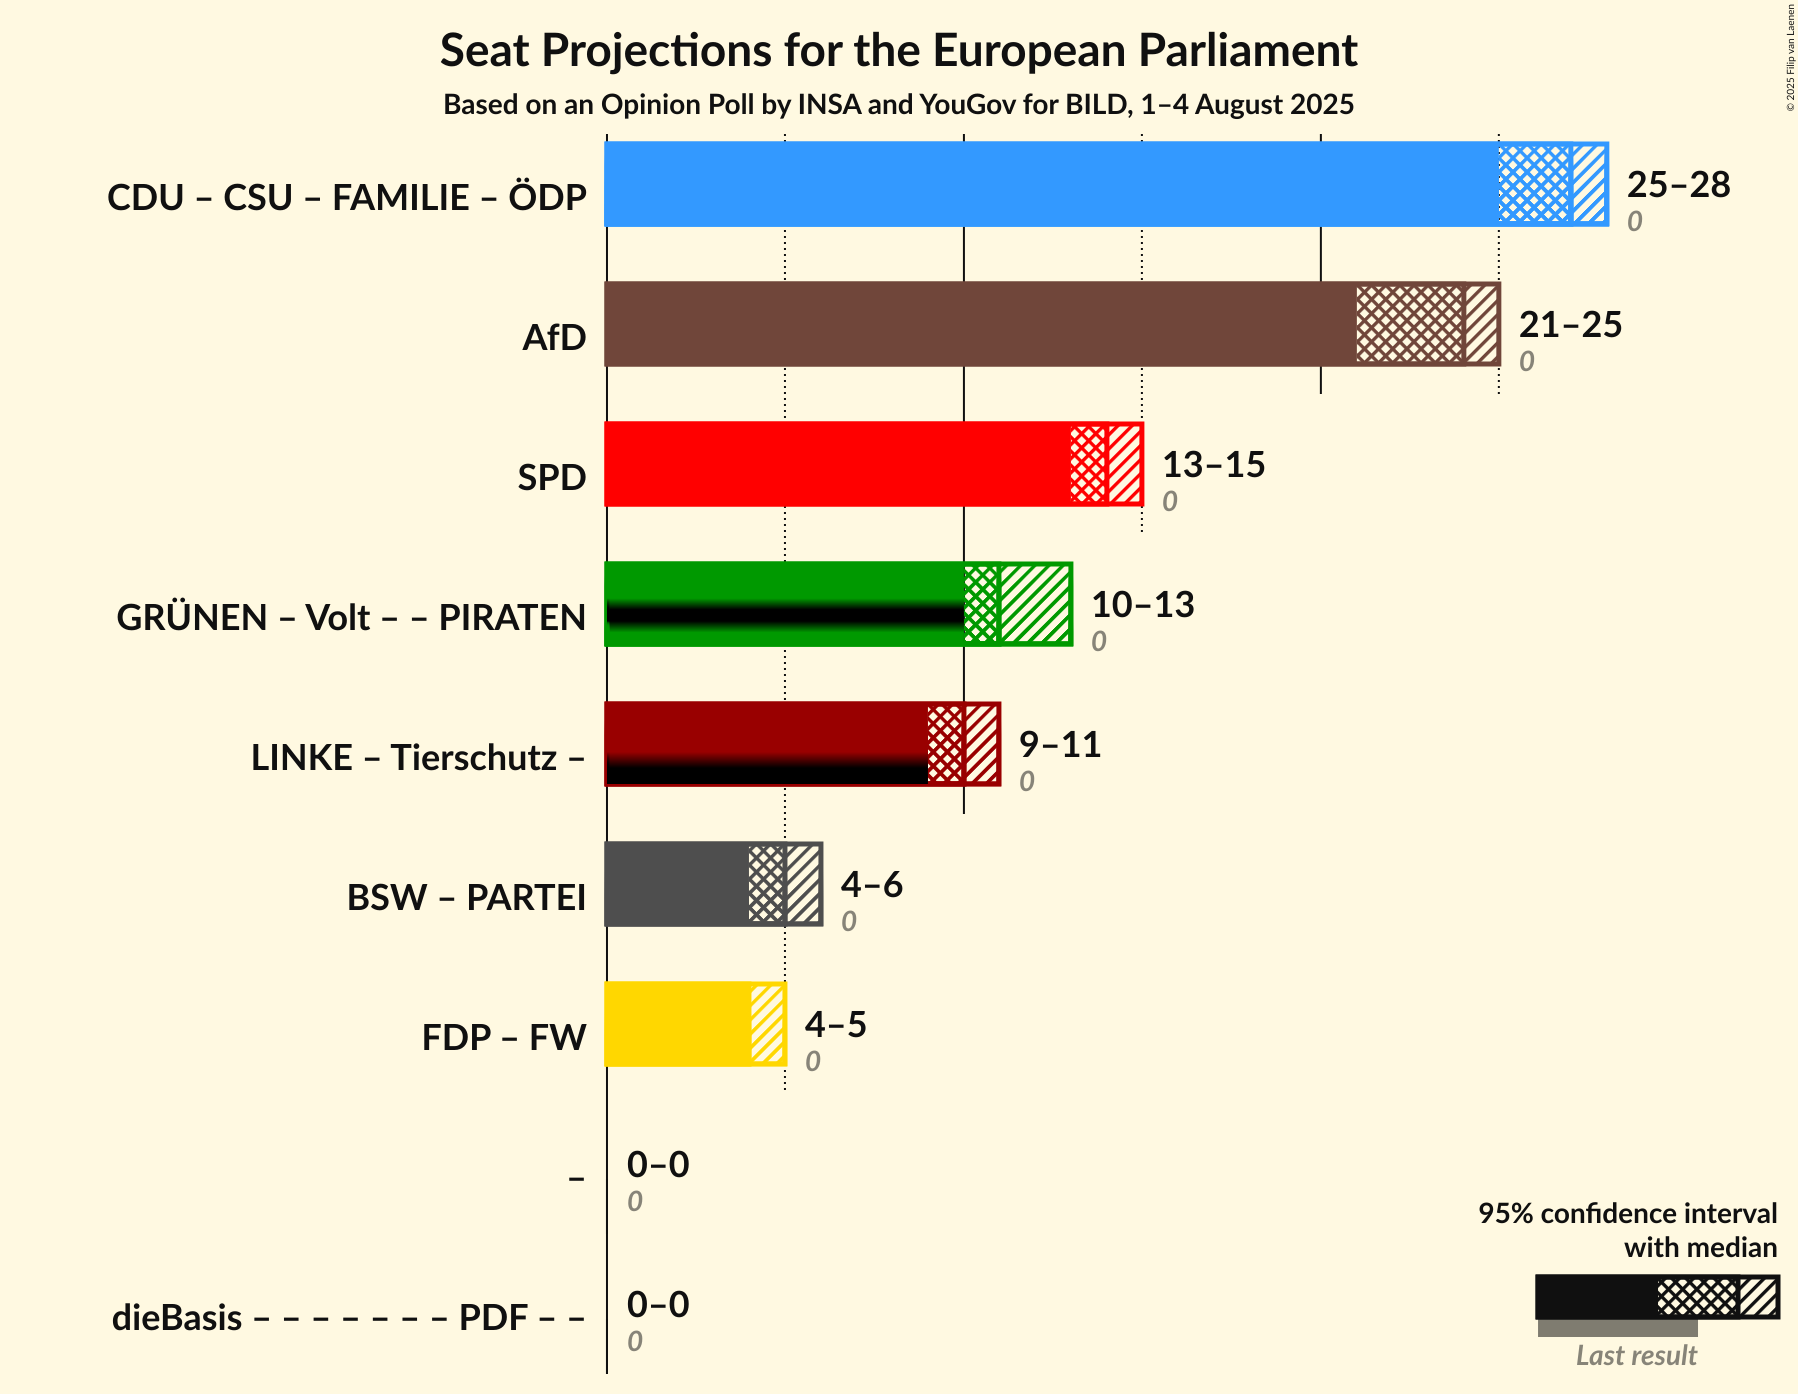 Seat Projections for the European Parliament
Based on an Opinion Poll by INSA and YouGov for BILD, 1–4 August 2025
© 2025 Filip van Laenen
CDU – CSU – FAMILIE – ÖDP
25–28
0
AfD
21–25
0
SPD
13–15
0
GRÜNEN – Volt – – PIRATEN
10–13
0
LINKE – Tierschutz –
9–11
0
BSW – PARTEI
4–6
0
FDP – FW
4–5
0
–
0–0
0
dieBasis – – – – – – – PDF – –
0–0
0
95% confidence interval
with median
Last result